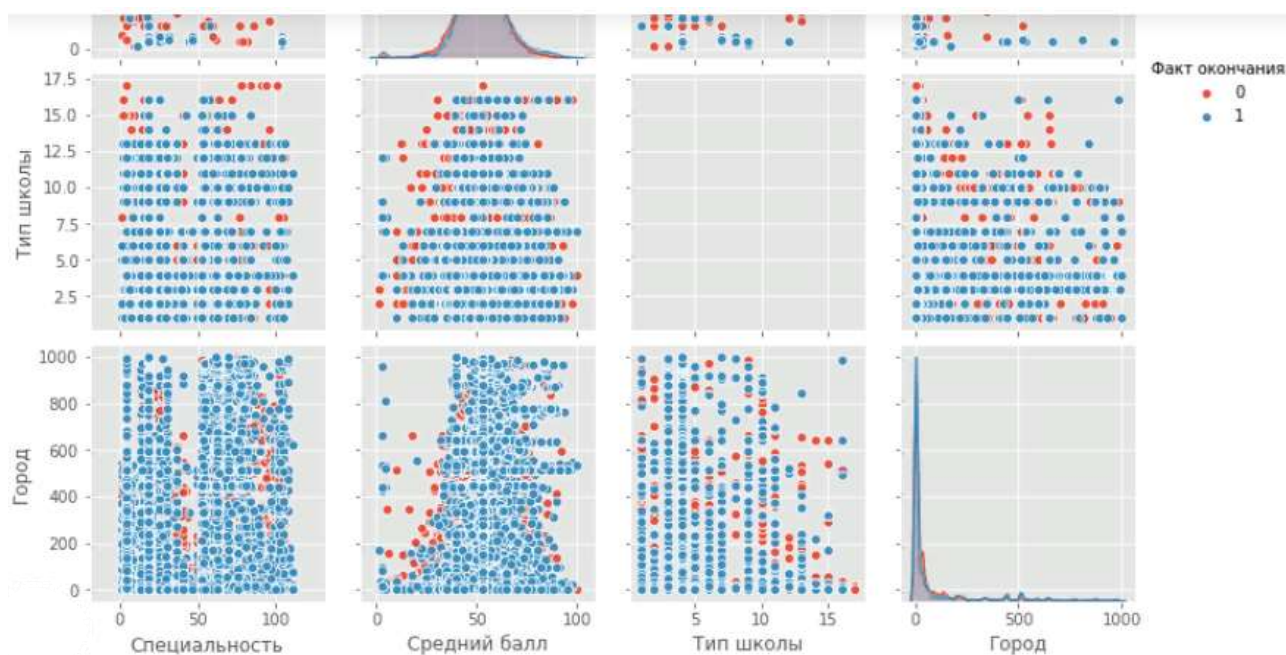 0
Факт окончания
0
1
17.5
15.0
12.5
10.0
7.5
5.0
2.5
Тип школы
1000
800
600
400
200
0
Город
0 50 100
0 50 100
5 10 15
0 500 1000
Специальность
Средний балл
Тип школы
Город